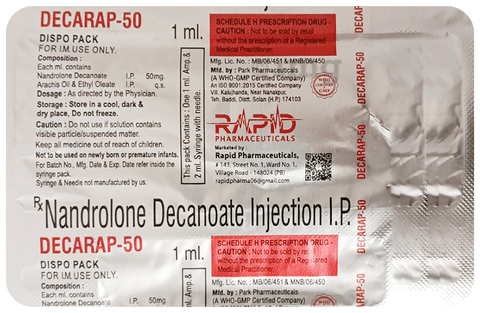 DECARAP-50
DISPO PACK
FOR I.M USE ONLY.
Composition :
Each ml. contains
Nandrolone Decanoate I.P. 50mg.
Arachis Oil & Ethyl Oleate I.P. q.s.
Dosage : As directed by the Physician.
Storage : Store in a cool, dark &
dry place, Do not freeze.
Caution : Do not use if solution contains
visible particle/suspended matter.
Keep all medicine out of reach of children.
Not to be used on newly born or premature infants.
For Batch No., Mfg. Date & Exp. Date refer inside the
syringe pack.
Syringe & Needle not manufactured by us.
1 ml.
This pack Contains : One 1 ml. Amp.&
2 ml. Syringe with needle.
SCHEDULE H PRESCRIPTION DRUG -
CAUTION : Not to be sold by retail
without the prescription of a Registered
Medical Practitioner.
Mfg. Lic. No. : MB/06/451 & MNB/06/450
Mfd. by : Park Pharmaceuticals
(A WHO-GMP Certified Company)
An ISO 9001:2015 Certified Company
Vill. Kalujhanda, Near Nanakpur,
Teh. Baddi, Distt. Solan (H.P) 174103
RAPID
PHARMACEUTICALS
Marketed by :
Rapid Pharmaceuticals,
# 143, Street No. 1, Ward No. 1,
Village Road - 148024 (PB)
rapidpharma06@gmail.com
DECARAP-50
DECARAP-50
Rx Nandrolone Decanoate Injection I.P.
DECARAP-50
DECARAP-50
DISPO PACK
FOR I.M USE ONLY.
Composition :
Each ml. contains
Nandrolone Decanoate I.P. 50mg.
1 ml.
ml. Amp.&
SCHEDULE H PRESCRIPTION DRUG -
CAUTION : Not to be sold by retail
without the prescription of a Registered
Medical Practitioner.
Mfg. Lic. No. : MB/06/451 & MNB/06/450
Mfd. by : Park Pharmaceuticals
(A WHO-GMP Certified Company)